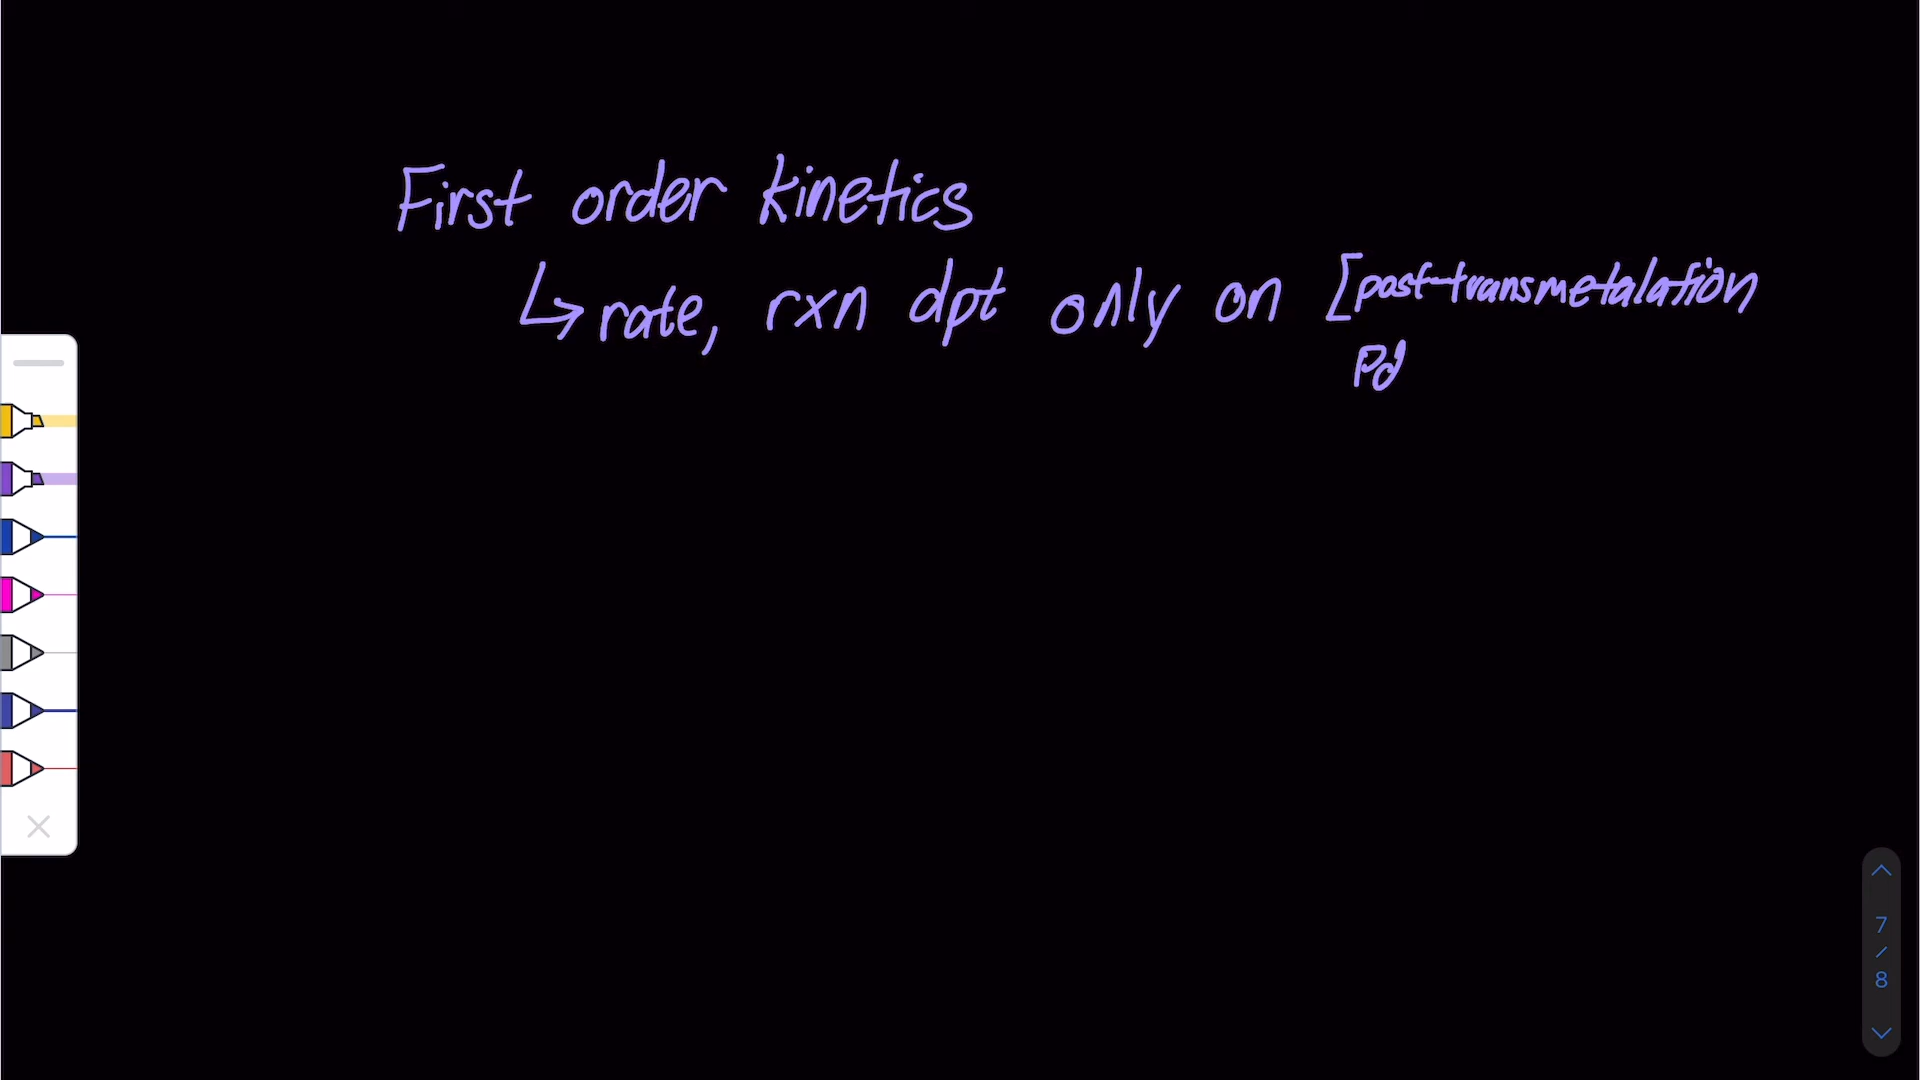 First order kinetics
↳ rate, rxn dpt only on [post-transmetalation
Pd
7
/
8